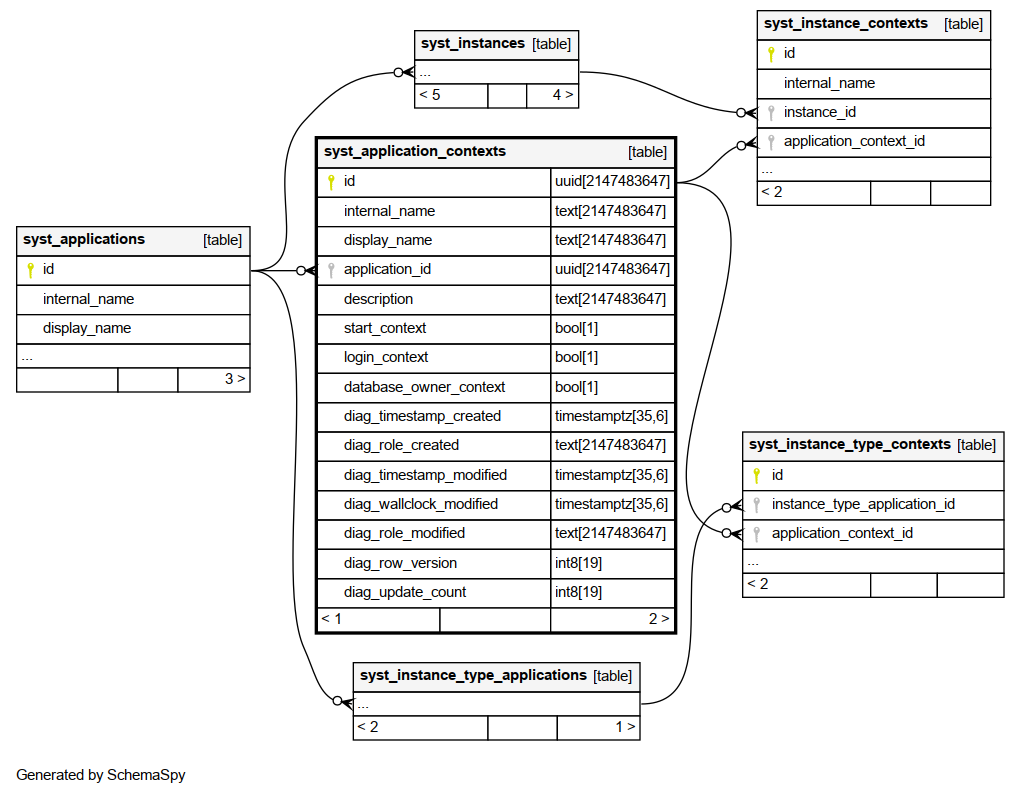 syst_instances [table]
...
< 5 4 >
syst_instance_contexts [table]
id
internal_name
instance_id
application_context_id
...
< 2
syst_application_contexts [table]
id uuid[2147483647]
internal_name text[2147483647]
display_name text[2147483647]
application_id uuid[2147483647]
description text[2147483647]
start_context bool[1]
login_context bool[1]
database_owner_context bool[1]
diag_timestamp_created timestamptz[35,6]
diag_role_created text[2147483647]
diag_timestamp_modified timestamptz[35,6]
diag_wallclock_modified timestamptz[35,6]
diag_role_modified text[2147483647]
diag_row_version int8[19]
diag_update_count int8[19]
< 1 2 >
syst_applications [table]
id
internal_name
display_name
...
3 >
syst_instance_type_contexts [table]
id
instance_type_application_id
application_context_id
...
< 2
syst_instance_type_applications [table]
...
< 2 1 >
Generated by SchemaSpy